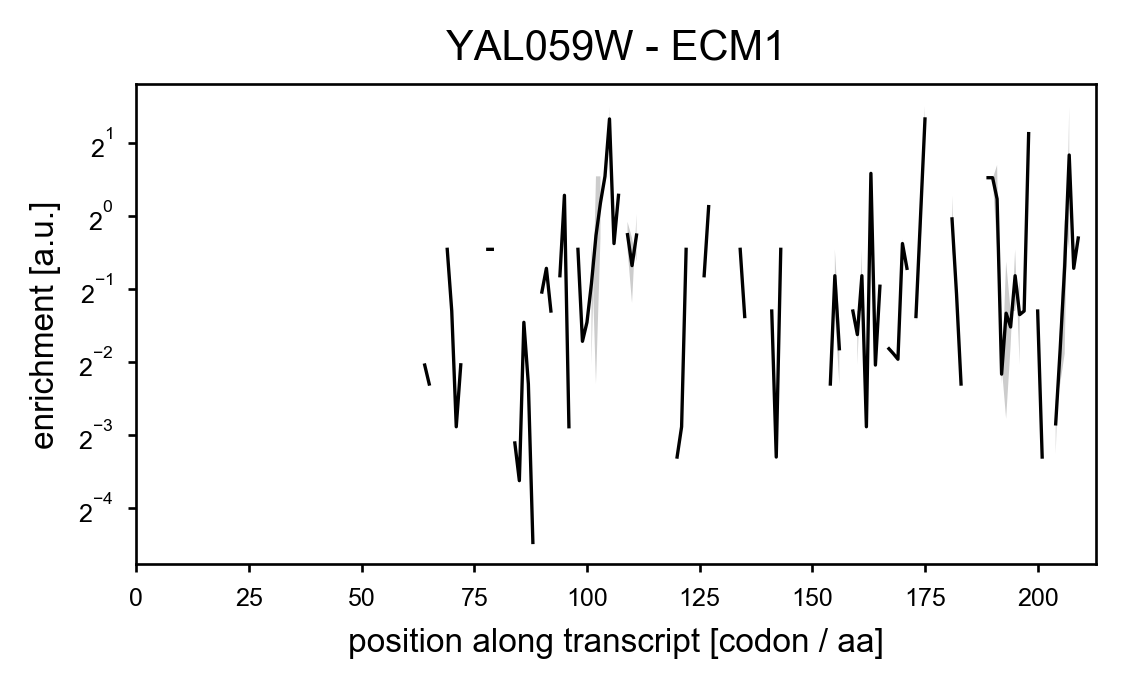 YAL059W - ECM1
enrichment [a.u.]
2^1
2^0
2^−1
2^−2
2^−3
2^−4
0 25 50 75 100 125 150 175 200
position along transcript [codon / aa]